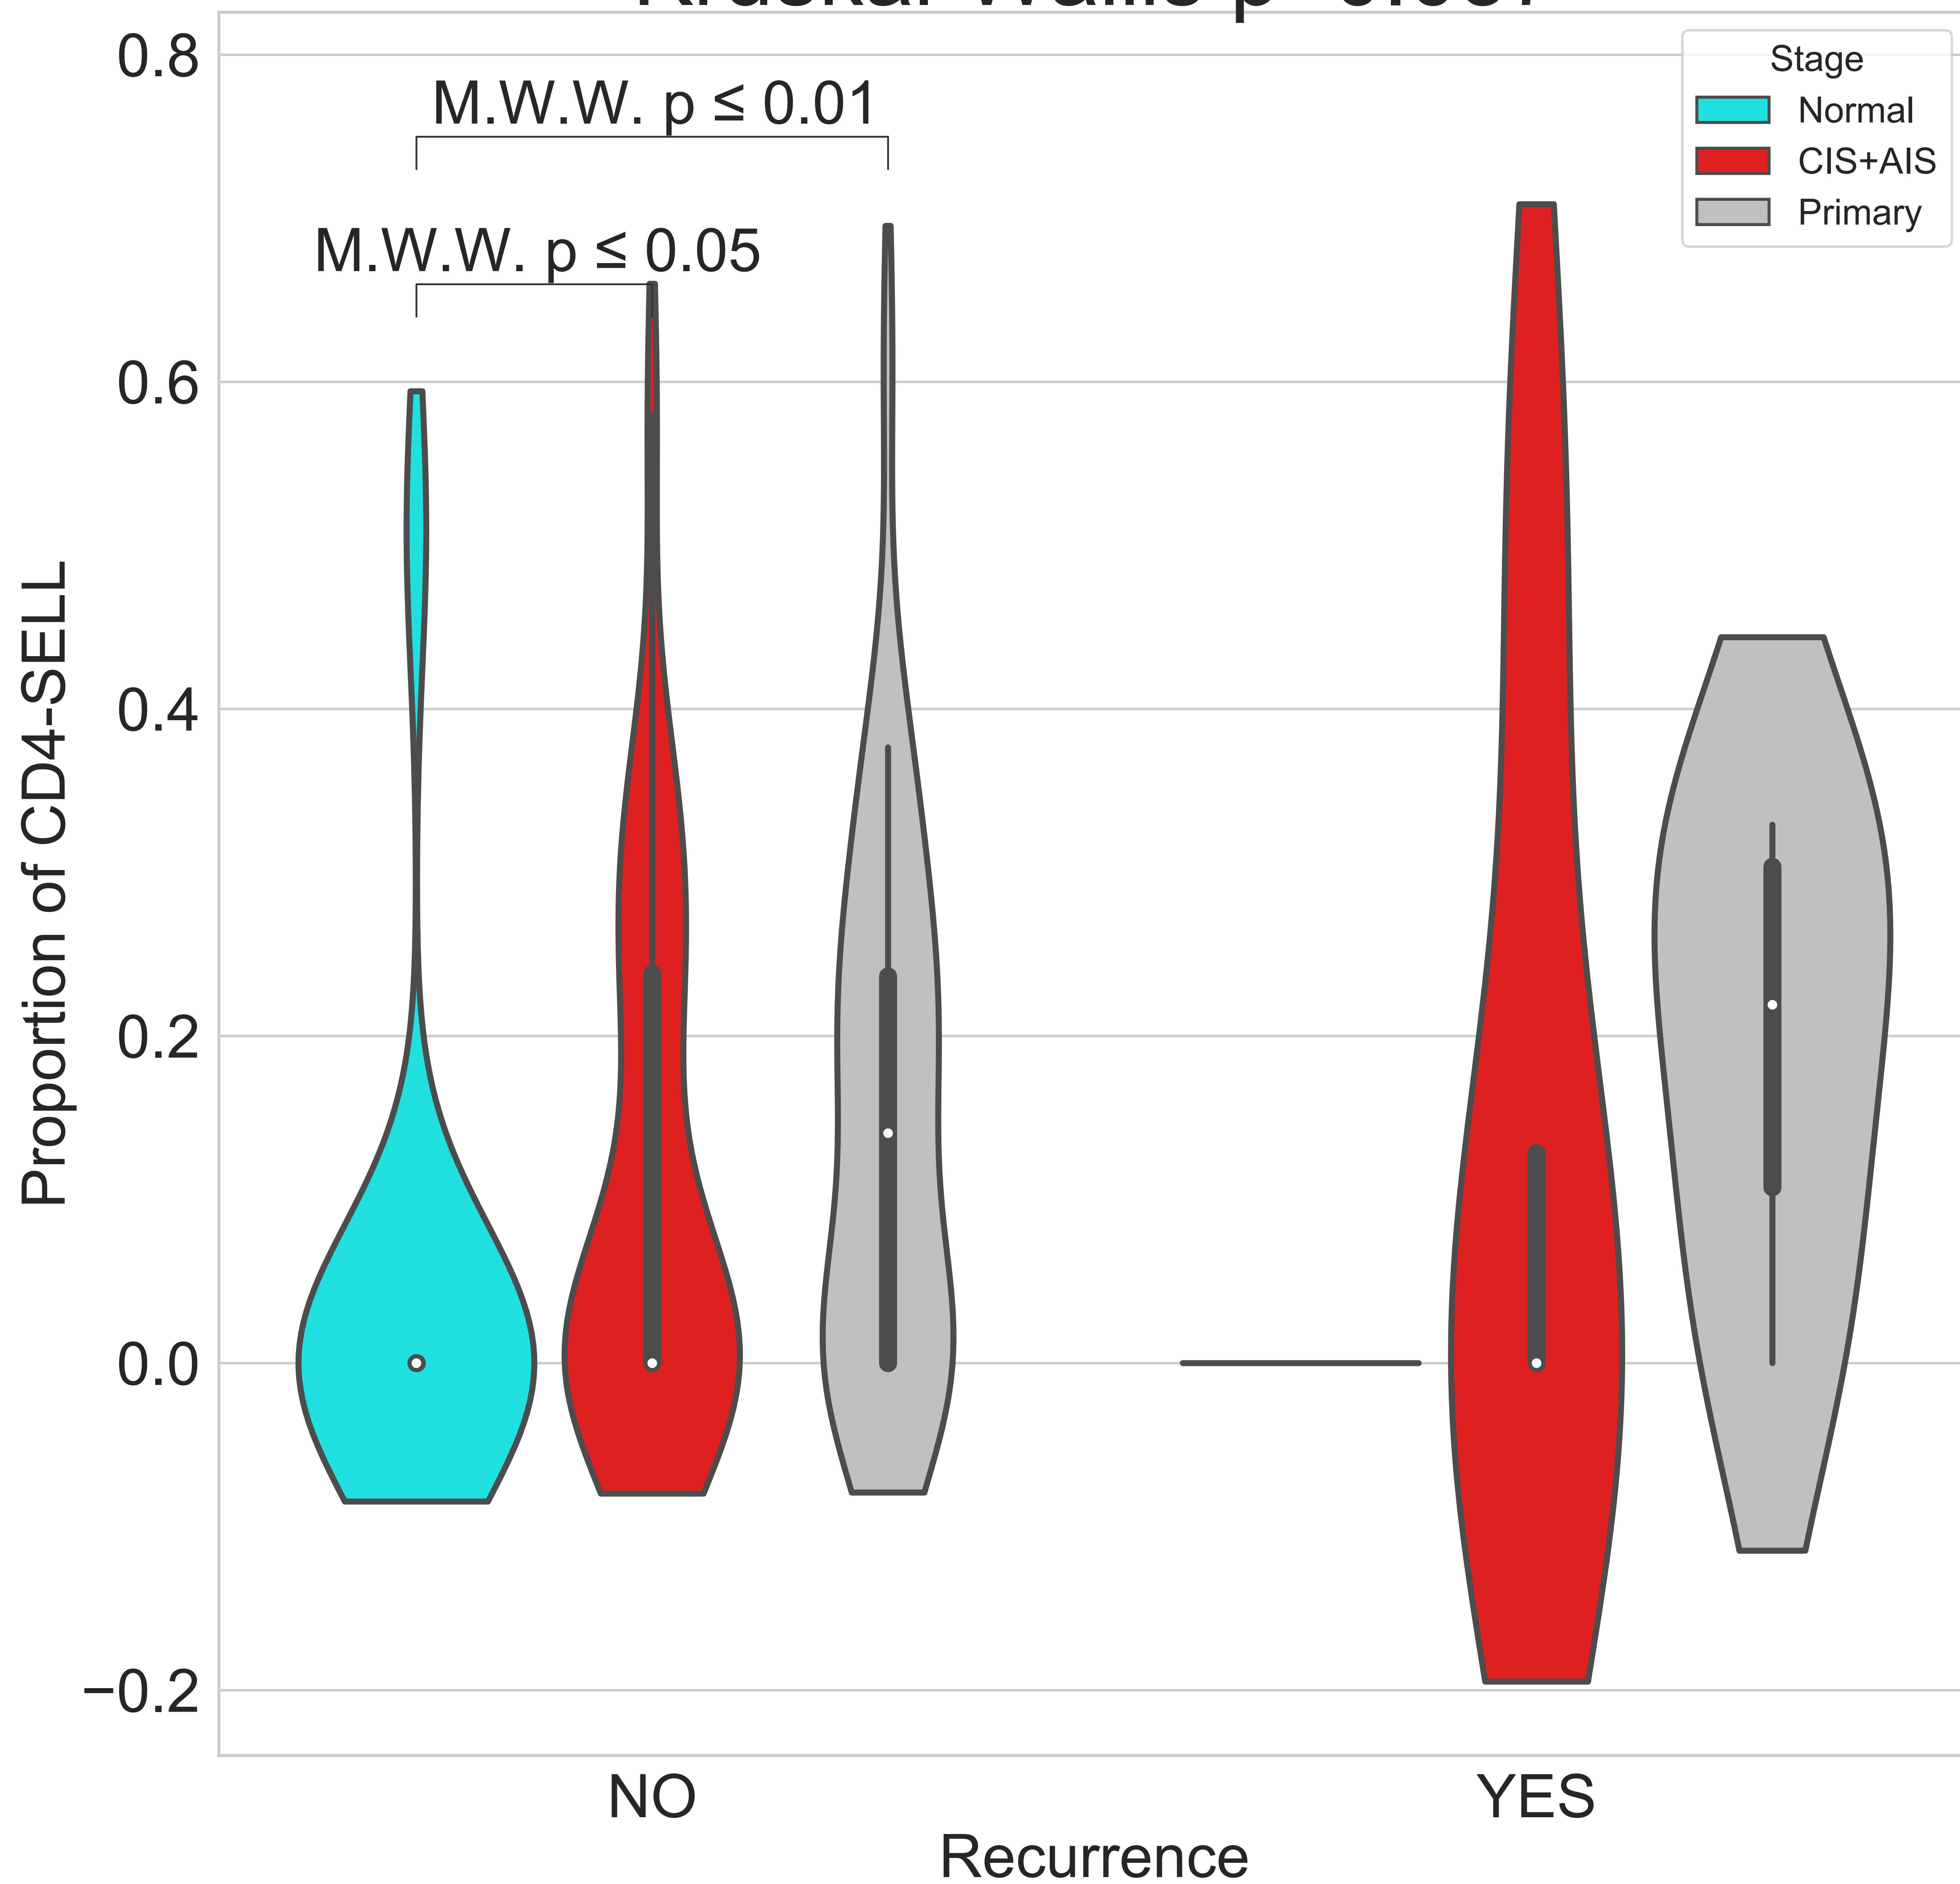 0.8
0.6
0.4
0.2
0.0
−0.2
Proportion of CD4-SELL
M.W.W. p ≤ 0.01
M.W.W. p ≤ 0.05
Stage
Normal
CIS+AIS
Primary
NO
YES
Recurrence